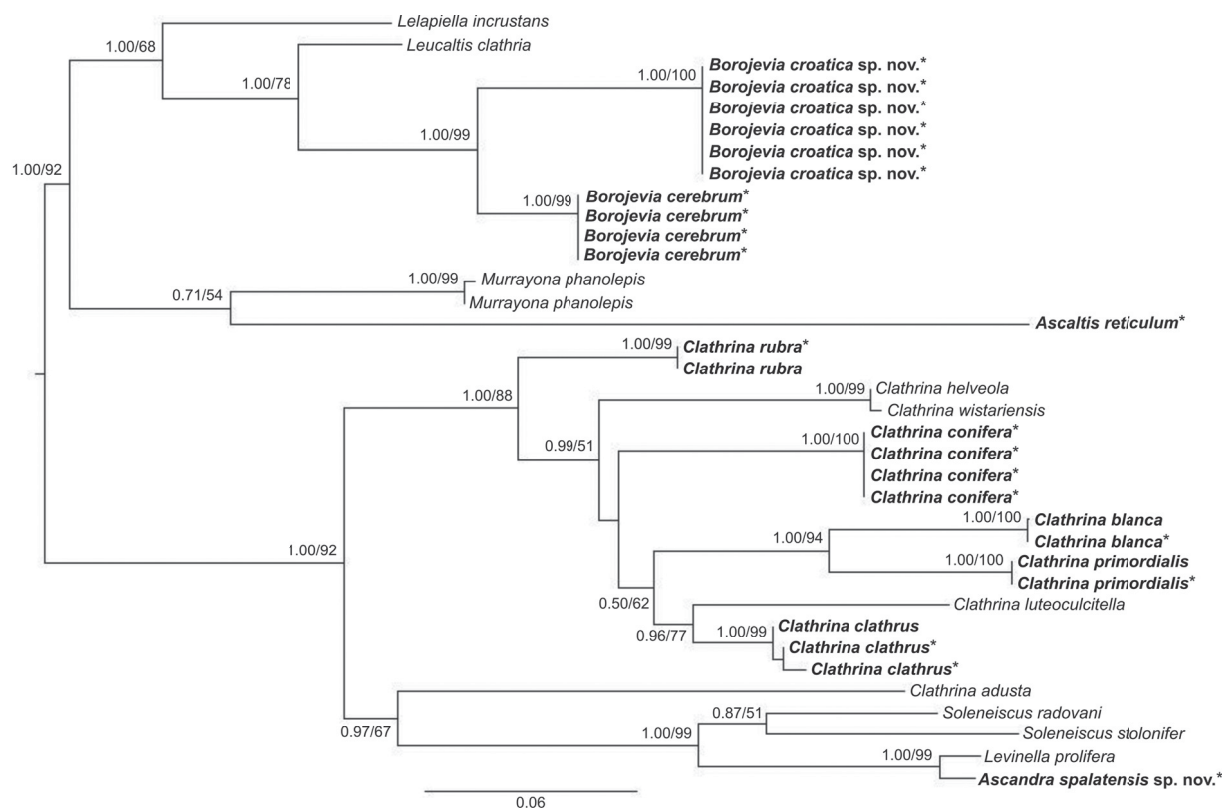 Lelapiella incrustans
1.00/68
Leucaltis clathria
Borojevia croatica sp. nov.*
1.00/100
1.00/78
Borojevia croatica sp. nov.*
Borojevia croatica sp. nov.*
Borojevia croatica sp. nov.*
1.00/99
Borojevia croatica sp. nov.*
1.00/92
Borojevia croatica sp. nov.*
1.00/99
Borojevia cerebrum*
Borojevia cerebrum*
Borojevia cerebrum*
Borojevia cerebrum*
1.00/99
Murrayona phanolepis
0.71/54
Murrayona phanolepis
Ascaltis reticulum*
1.00/99
Clathrina rubra*
Clathrina rubra
1.00/88
1.00/99
Clathrina helveola
Clathrina wistariensis
0.99/51
1.00/100
Clathrina conifera*
Clathrina conifera*
Clathrina conifera*
Clathrina conifera*
1.00/100
Clathrina blanca
1.00/94
Clathrina blanca*
1.00/92
1.00/100
Clathrina primordialis
Clathrina primordialis*
0.50/62
Clathrina luteoculcitella
0.96/77
1.00/99
Clathrina clathrus
Clathrina clathrus*
Clathrina clathrus*
Clathrina adusta
0.97/67
0.87/51
Soleneiscus radovani
1.00/99
Soleneiscus stolonifer
1.00/99
Levinella prolifera
Ascandra spalatensis sp. nov.*
0.06